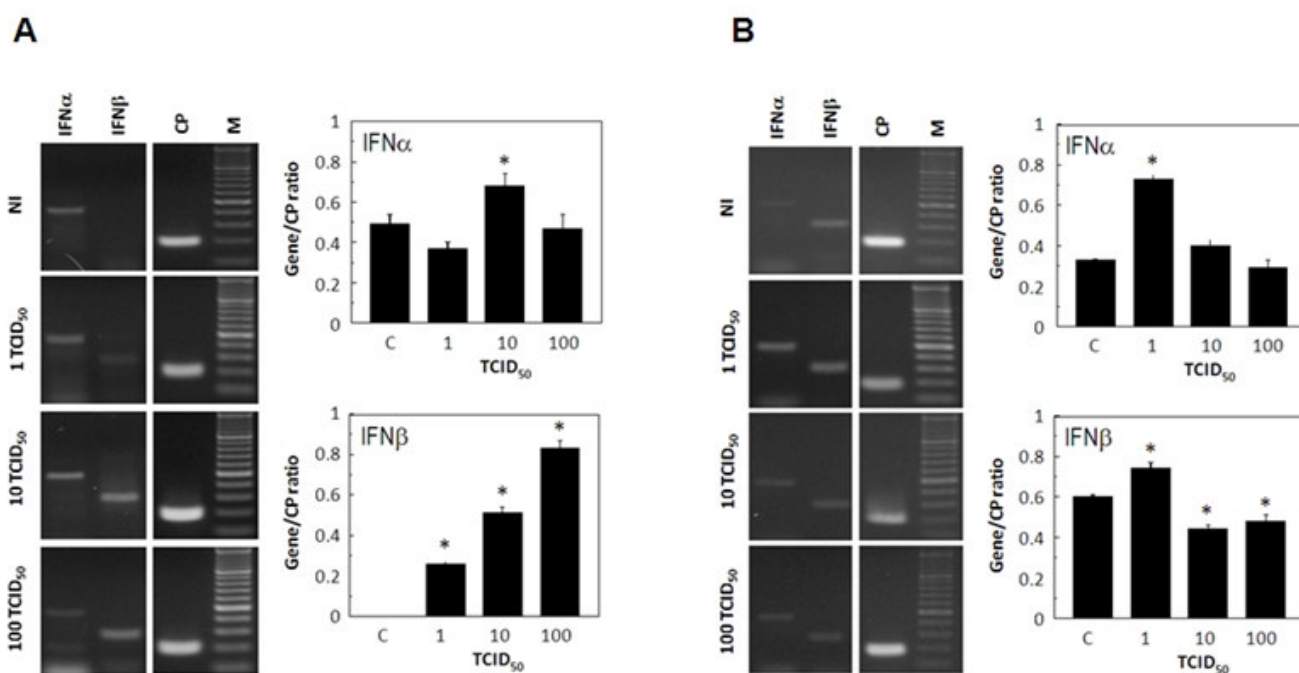 A
IFNα
IFNβ
CP
M
NI
1 TCID50
10 TCID50
100 TCID50
Gene/CP ratio
1
0.8
0.6
0.4
0.2
0
IFNα
*
C 1 10 100
TCID50
Gene/CP ratio
1
0.8
0.6
0.4
0.2
0
IFNβ
* * *
C 1 10 100
TCID50
B
IFNα
IFNβ
CP
M
NI
1 TCID50
10 TCID50
100 TCID50
Gene/CP ratio
1
0.8
0.6
0.4
0.2
0
IFNα
*
C 1 10 100
TCID50
Gene/CP ratio
1
0.8
0.6
0.4
0.2
0
IFNβ
* * *
C 1 10 100
TCID50